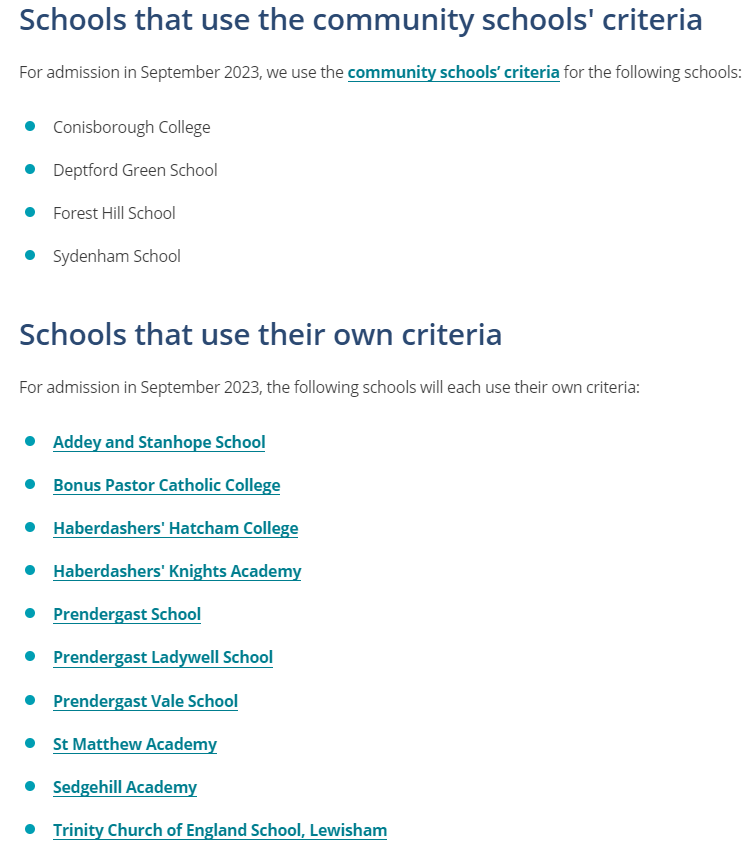 Schools that use the community schools' criteria
For admission in September 2023, we use the community schools’ criteria for the following schools:
Conisborough College
Deptford Green School
Forest Hill School
Sydenham School
Schools that use their own criteria
For admission in September 2023, the following schools will each use their own criteria:
Addey and Stanhope School
Bonus Pastor Catholic College
Haberdashers' Hatcham College
Haberdashers' Knights Academy
Prendergast School
Prendergast Ladywell School
Prendergast Vale School
St Matthew Academy
Sedgehill Academy
Trinity Church of England School, Lewisham